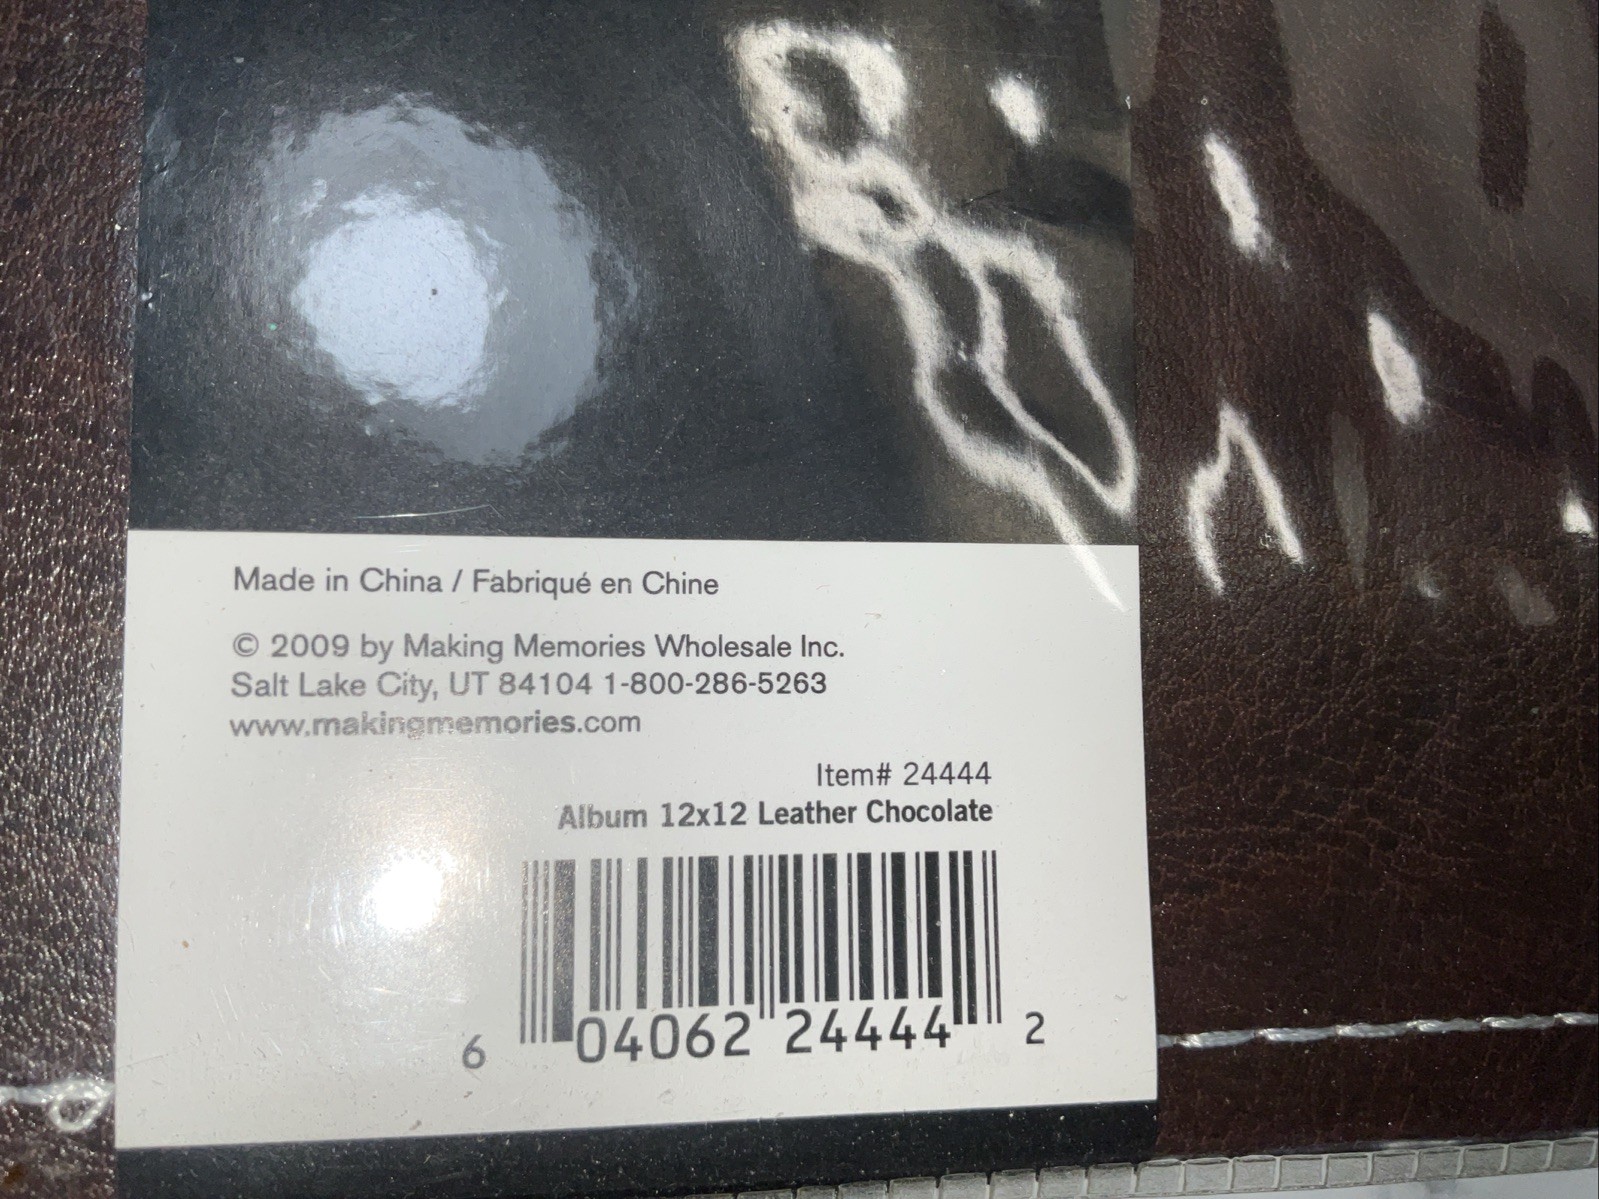 Made in China / Fabriqué en Chine
© 2009 by Making Memories Wholesale Inc.
Salt Lake City, UT 84104 1-800-286-5263
www.makingmemories.com
Item# 24444
Album 12x12 Leather Chocolate
6 04062 24444 2